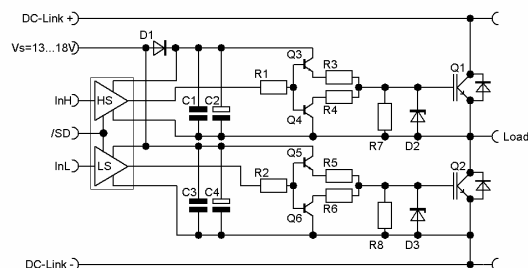 DC-Link +
Vs=13...18V
D1
Q3
R3
Q1
InH
HS
C1
C2
R1
R4
Q4
/SD
R7
D2
Load
InL
LS
Q5
R5
Q2
R2
C3
C4
R6
Q6
R8
D3
DC-Link -